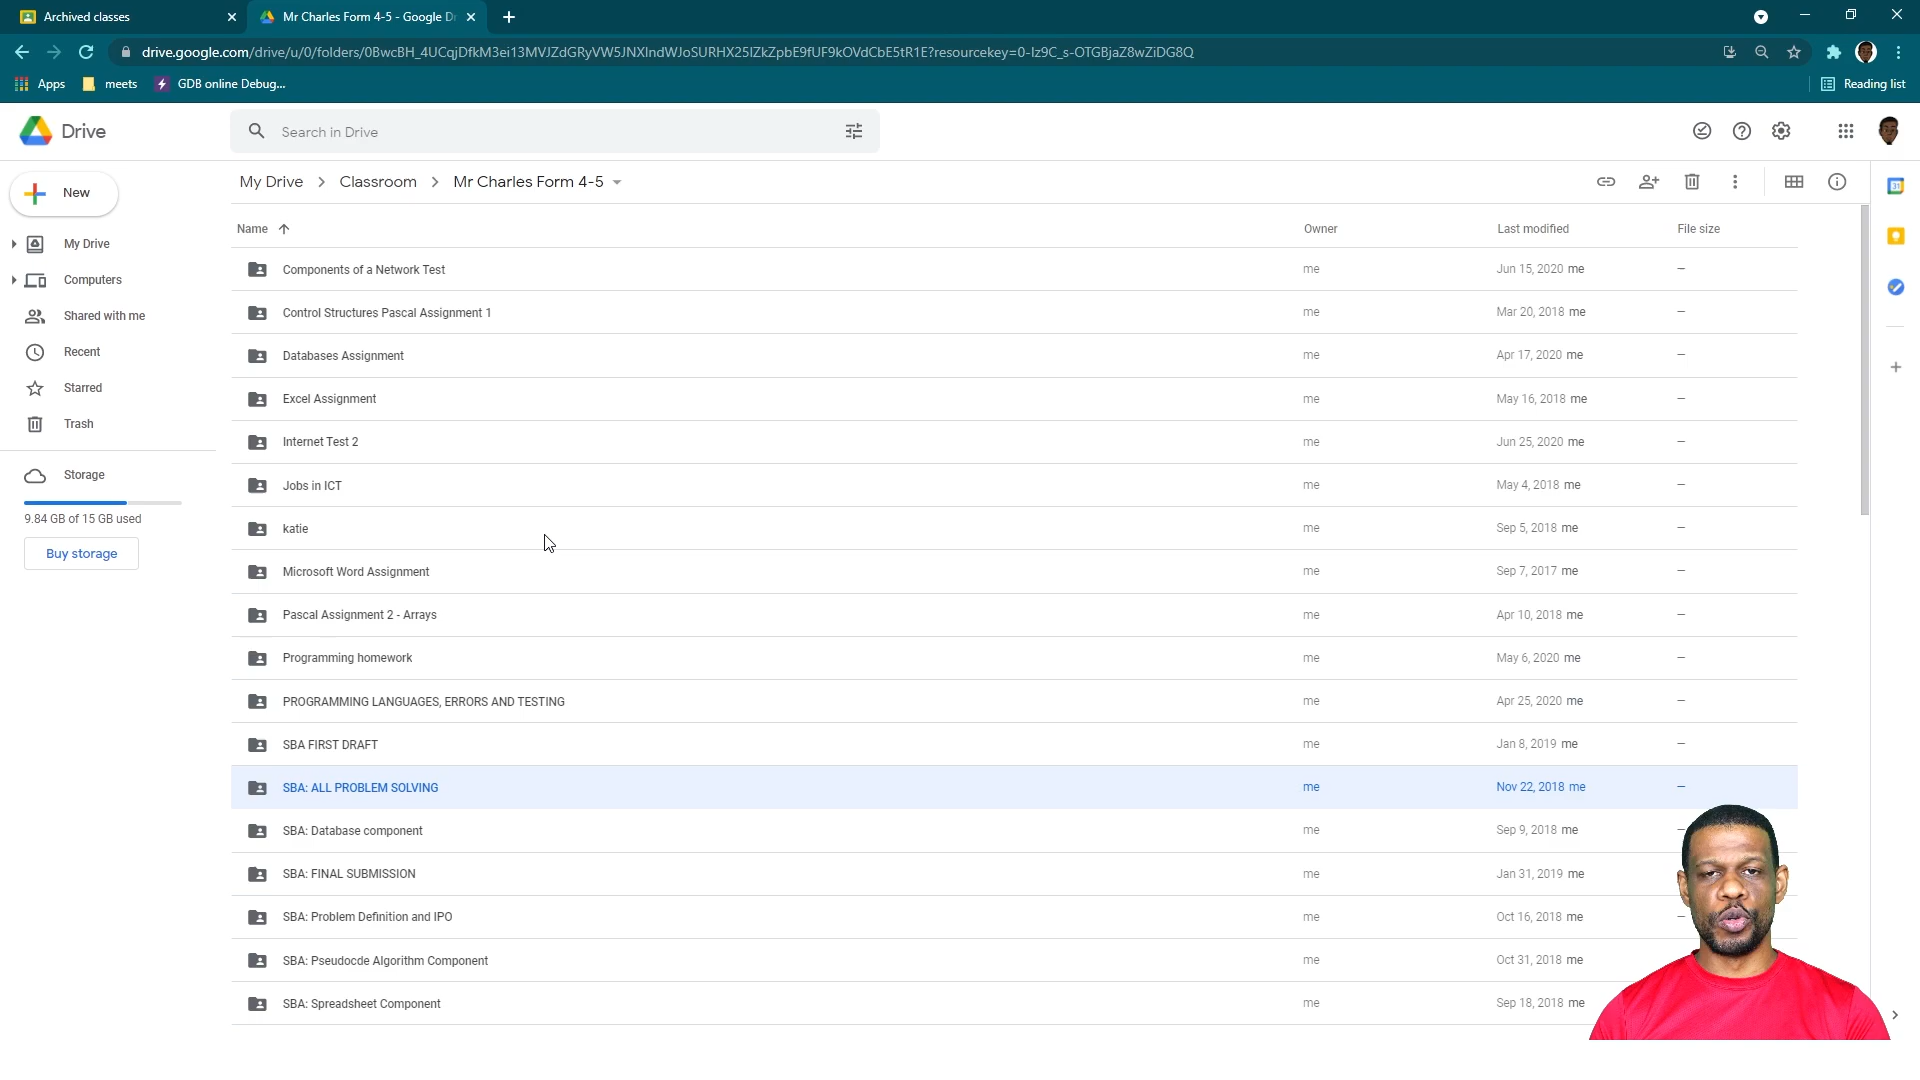 Archived classes
Mr Charles Form 4-5 - Google Dr
drive.google.com/drive/u/0/folders/0BwcBH_4UCqjDfkM3ei13MVJZdGRyVW5JNXlndWJoSURHX25lZkZpbE9fUF9kOVdCbE5tR1E?resourcekey=0-Iz9C_s-OTGBjaZ8wZiDG8Q
Apps meets GDB online Debug... Reading list
Drive Search in Drive
My Drive Classroom Mr Charles Form 4-5
New
My Drive
Computers
Shared with me
Recent
Starred
Trash
Storage
9.84 GB of 15 GB used
Buy storage
Name Owner Last modified File size
Components of a Network Test me Jun 15, 2020 me –
Control Structures Pascal Assignment 1 me Mar 20, 2018 me –
Databases Assignment me Apr 17, 2020 me –
Excel Assignment me May 16, 2018 me –
Internet Test 2 me Jun 25, 2020 me –
Jobs in ICT me May 4, 2018 me –
katie me Sep 5, 2018 me –
Microsoft Word Assignment me Sep 7, 2017 me –
Pascal Assignment 2 - Arrays me Apr 10, 2018 me –
Programming homework me May 6, 2020 me –
PROGRAMMING LANGUAGES, ERRORS AND TESTING me Apr 25, 2020 me –
SBA FIRST DRAFT me Jan 8, 2019 me –
SBA: ALL PROBLEM SOLVING me Nov 22, 2018 me –
SBA: Database component me Sep 9, 2018 me –
SBA: FINAL SUBMISSION me Jan 31, 2019 me
SBA: Problem Definition and IPO me Oct 16, 2018 me –
SBA: Pseudocde Algorithm Component me Oct 31, 2018 me
SBA: Spreadsheet Component me Sep 18, 2018 me
31